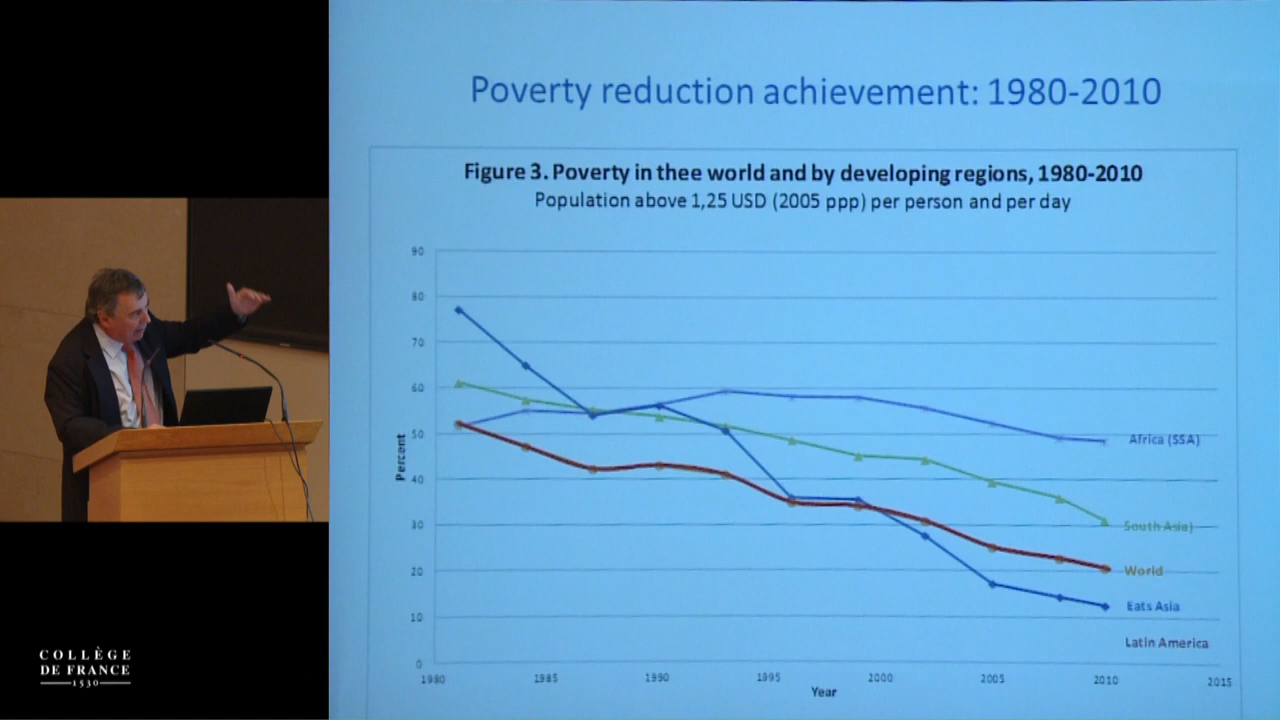 Poverty reduction achievement: 1980-2010
Figure 3. Poverty in thee world and by developing regions, 1980-2010
Population above 1,25 USD (2005 ppp) per person and per day
90
80
70
60
50
40
30
20
10
0
Percent
Africa (SSA)
South Asia)
World
Eats Asia
Latin America
1980 1985 1990 1995 2000 2005 2010 2015
Year
COLLÈGE
DE FRANCE
1530